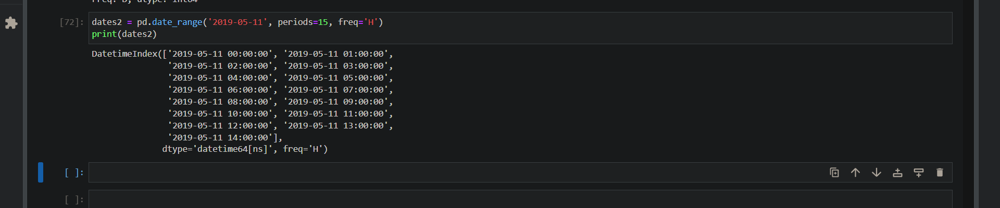 freq: D, dtype: int64
[72]: dates2 = pd.date_range('2019-05-11', periods=15, freq='H')
print(dates2)
DatetimeIndex(['2019-05-11 00:00:00', '2019-05-11 01:00:00',
'2019-05-11 02:00:00', '2019-05-11 03:00:00',
'2019-05-11 04:00:00', '2019-05-11 05:00:00',
'2019-05-11 06:00:00', '2019-05-11 07:00:00',
'2019-05-11 08:00:00', '2019-05-11 09:00:00',
'2019-05-11 10:00:00', '2019-05-11 11:00:00',
'2019-05-11 12:00:00', '2019-05-11 13:00:00',
'2019-05-11 14:00:00'],
dtype='datetime64[ns]', freq='H')
[ ]:
[ ]: